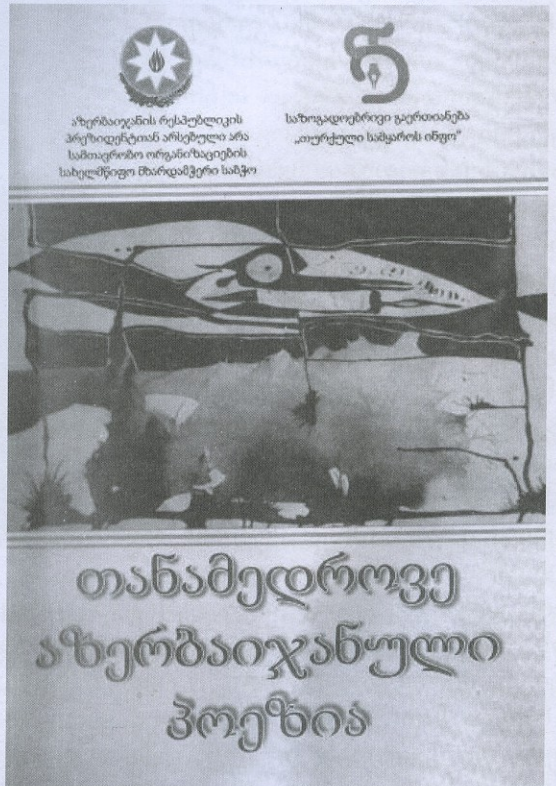 აზერბაიჯანის რესპუბლიკის
პრეზიდენტთან არსებული არა
სამთავრობო ორგანიზაციების
სახელმწიფო მხარდამჭერი საბჭო
საზოგადოებრივი გაერთიანება
„თურქული სამყაროს ინფო"
თანამედროვე
აზერბაიჯანული
პოეზია